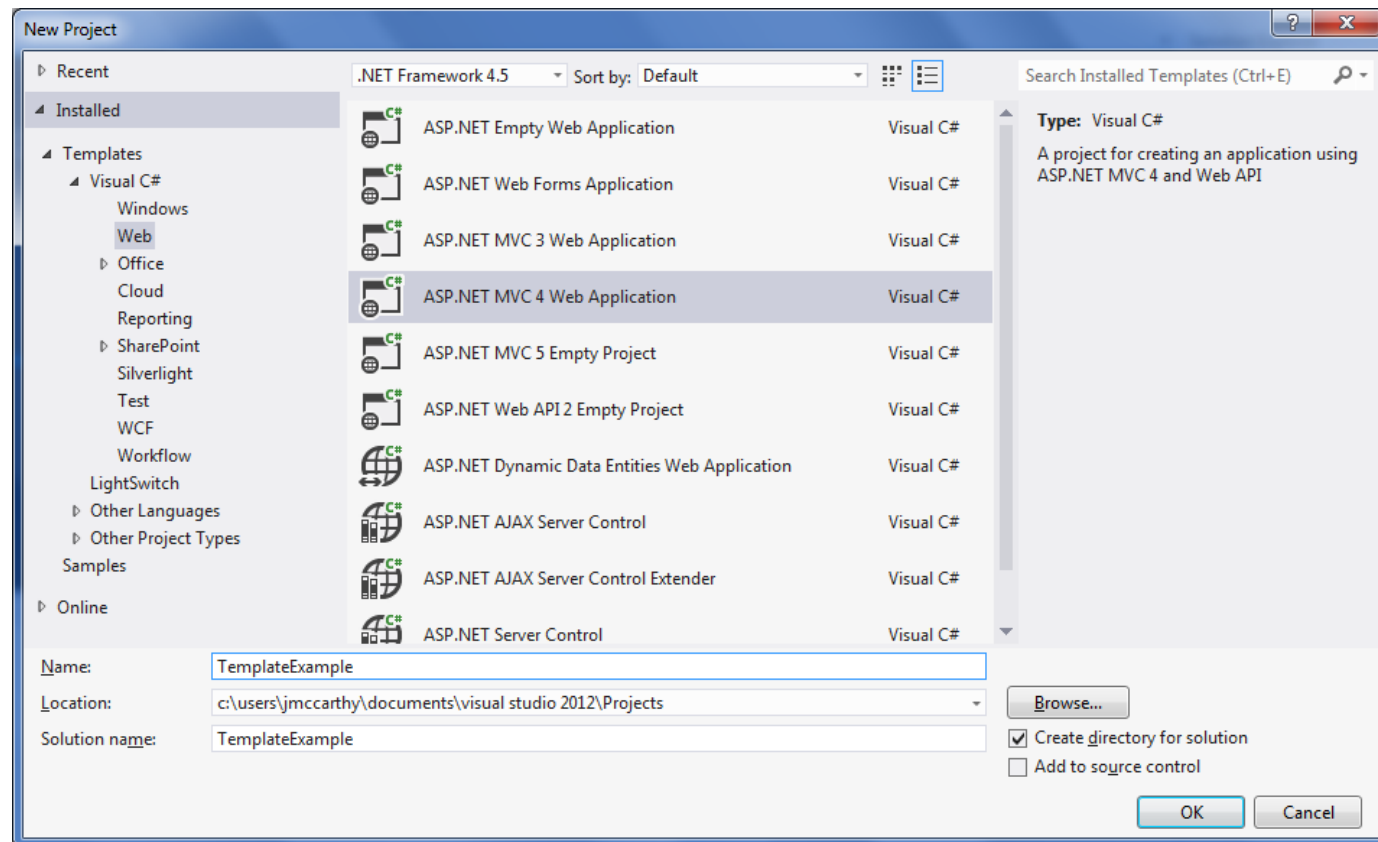 New Project
Recent
Installed
Templates
Visual C#
Windows
Web
Office
Cloud
Reporting
SharePoint
Silverlight
Test
WCF
Workflow
LightSwitch
Other Languages
Other Project Types
Samples
Online
.NET Framework 4.5 Sort by: Default
ASP.NET Empty Web Application Visual C#
ASP.NET Web Forms Application Visual C#
ASP.NET MVC 3 Web Application Visual C#
ASP.NET MVC 4 Web Application Visual C#
ASP.NET MVC 5 Empty Project Visual C#
ASP.NET Web API 2 Empty Project Visual C#
ASP.NET Dynamic Data Entities Web Application Visual C#
ASP.NET AJAX Server Control Visual C#
ASP.NET AJAX Server Control Extender Visual C#
ASP.NET Server Control Visual C#
Search Installed Templates (Ctrl+E)
Type: Visual C#
A project for creating an application using
ASP.NET MVC 4 and Web API
Name: TemplateExample
Location: c:\users\jmccarthy\documents\visual studio 2012\Projects
Browse...
Solution name: TemplateExample
Create directory for solution
Add to source control
OK Cancel